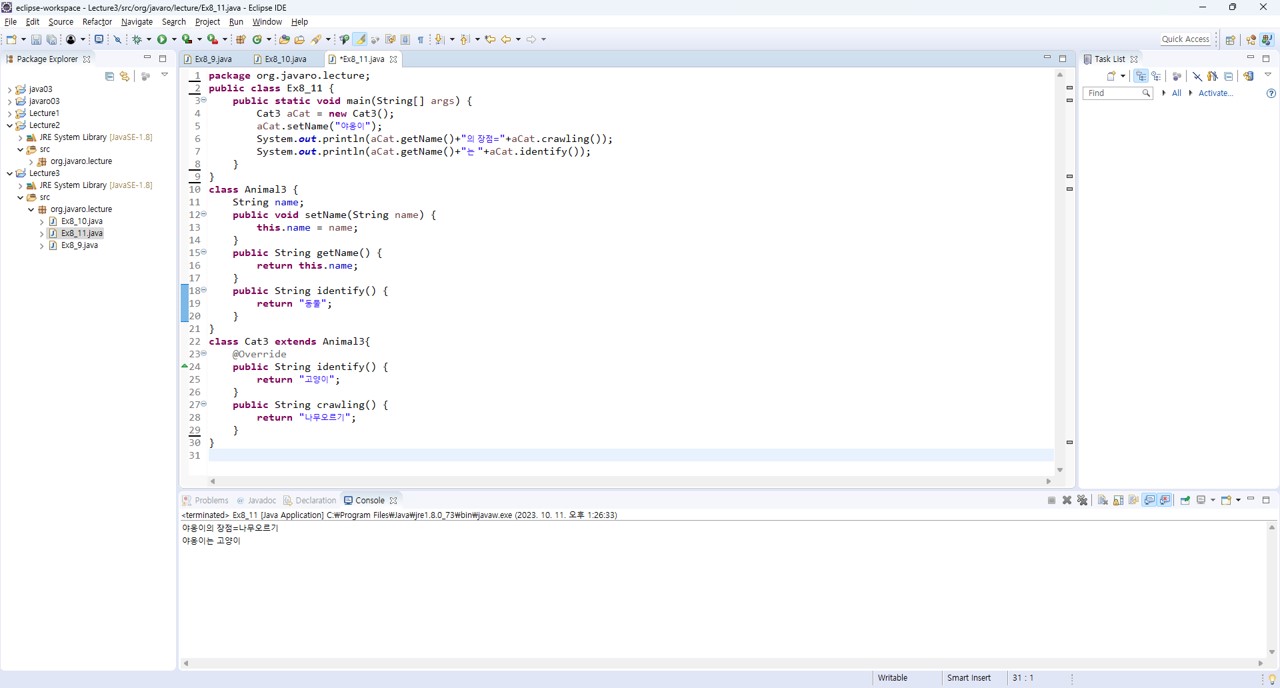 eclipse-workspace - Lecture3/src/org/javaro/lecture/Ex8_11.java - Eclipse IDE
File Edit Source Refactor Navigate Search Project Run Window Help
Quick Access
Package Explorer
java03
javaro03
Lecture1
Lecture2
JRE System Library [JavaSE-1.8]
src
org.javaro.lecture
Lecture3
JRE System Library [JavaSE-1.8]
src
org.javaro.lecture
Ex8_10.java
Ex8_11.java
Ex8_9.java
Ex8_9.java Ex8_10.java *Ex8_11.java
1 package org.javaro.lecture;
2 public class Ex8_11 {
3 public static void main(String[] args) {
4 Cat3 aCat = new Cat3();
5 aCat.setName("야옹이");
6 System.out.println(aCat.getName()+"의 장점="+aCat.crawling());
7 System.out.println(aCat.getName()+"는 "+aCat.identify());
8 }
9 }
10 class Animal3 {
11 String name;
12 public void setName(String name) {
13 this.name = name;
14 }
15 public String getName() {
16 return this.name;
17 }
18 public String identify() {
19 return "동물";
20 }
21 }
22 class Cat3 extends Animal3{
23 @Override
24 public String identify() {
25 return "고양이";
26 }
27 public String crawling() {
28 return "나무오르기";
29 }
30 }
31
Task List
Find All Activate...
Problems Javadoc Declaration Console
<terminated> Ex8_11 [Java Application] C:₩Program Files₩Java₩jre1.8.0_73₩bin₩javaw.exe (2023. 10. 11. 오후 1:26:33)
야옹이의 장점=나무오르기
야옹이는 고양이
Writable Smart Insert 31 : 1